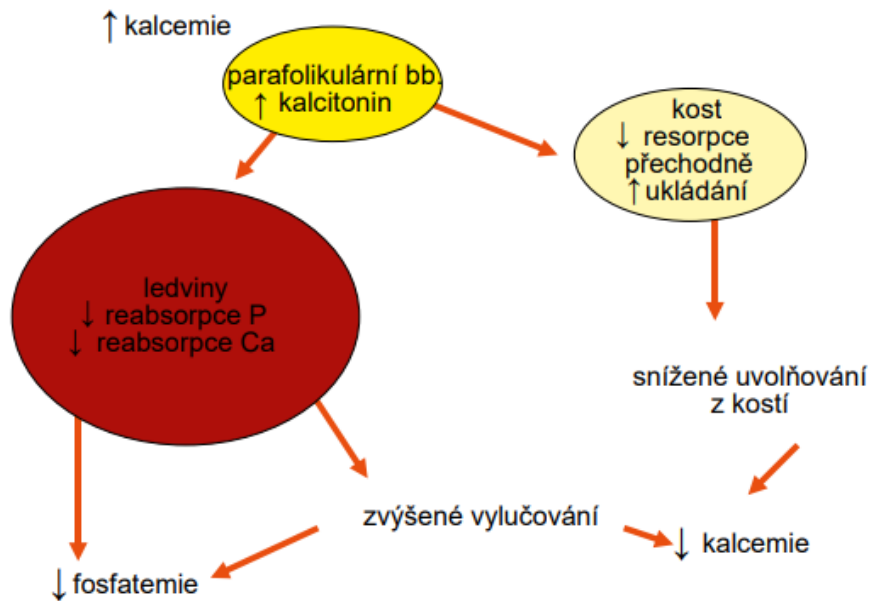 ↑ kalcemie
parafolikulární bb.
↑ kalcitonin
kost
↓ resorpce
přechodně
↑ ukládání
ledviny
↓ reabsorpce P
↓ reabsorpce Ca
snížené uvolňování
z kostí
zvýšené vylučování
↓ kalcemie
↓ fosfatemie